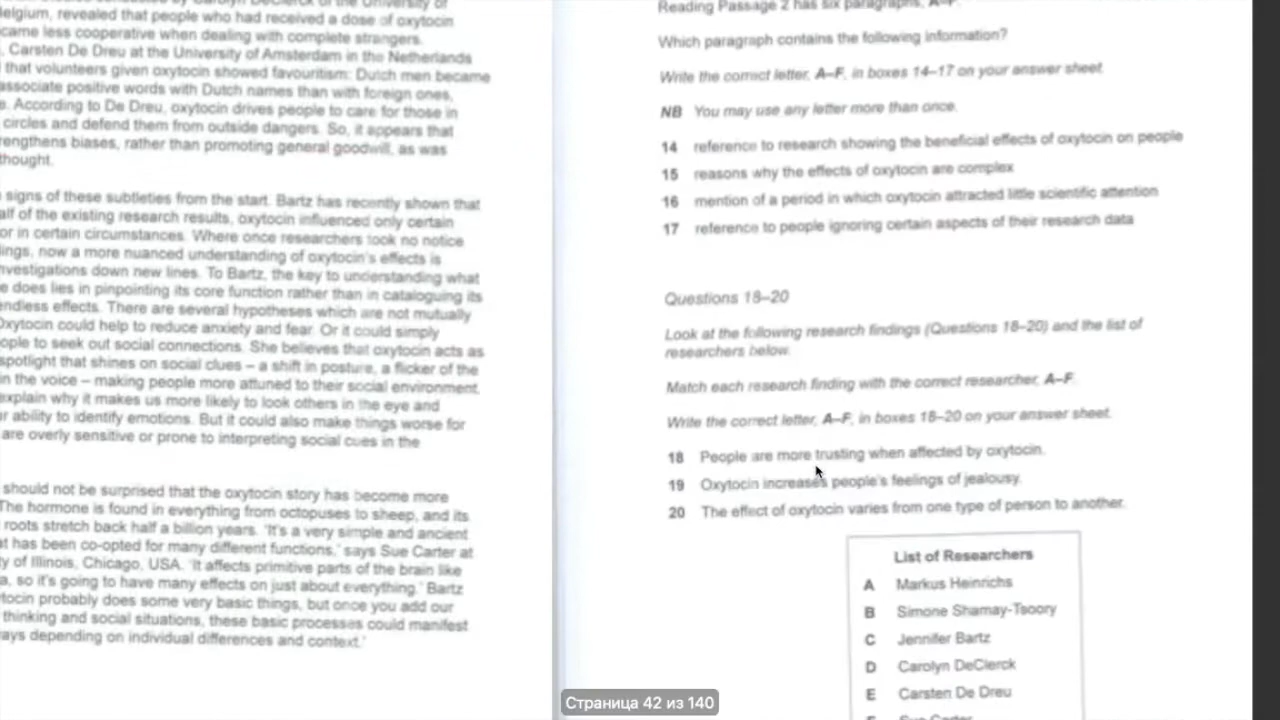 elgium, revealed that people who had received a dose of oxytocin
came less cooperative when dealing with complete strangers.
Carsten De Dreu at the University of Amsterdam in the Netherlands
that volunteers given oxytocin showed favouritism: Dutch men became
associate positive words with Dutch names than with foreign ones,
e. According to De Dreu, oxytocin drives people to care for those in
circles and defend them from outside dangers. So, it appears that
rengthens biases, rather than promoting general goodwill, as was
thought.
signs of these subtleties from the start. Bartz has recently shown that
alf of the existing research results, oxytocin influenced only certain
or in certain circumstances. Where once researchers took no notice
lings, now a more nuanced understanding of oxytocin's effects is
nvestigations down new lines. To Bartz, the key to understanding what
e does lies in pinpointing its core function rather than in cataloguing its
endless effects. There are several hypotheses which are not mutually
Oxytocin could help to reduce anxiety and fear. Or it could simply
ople to seek out social connections. She believes that oxytocin acts as
spotlight that shines on social clues – a shift in posture, a flicker of the
in the voice – making people more attuned to their social environment.
explain why it makes us more likely to look others in the eye and
r ability to identify emotions. But it could also make things worse for
are overly sensitive or prone to interpreting social cues in the
should not be surprised that the oxytocin story has become more
The hormone is found in everything from octopuses to sheep, and its
roots stretch back half a billion years. 'It's a very simple and ancient
at has been co-opted for many different functions,' says Sue Carter at
ty of Illinois, Chicago, USA. 'It affects primitive parts of the brain like
a, so it's going to have many effects on just about everything.' Bartz
tocin probably does some very basic things, but once you add our
thinking and social situations, these basic processes could manifest
ays depending on individual differences and context.'
Reading Passage 2 has six paragraphs, A–F.
Which paragraph contains the following information?
Write the correct letter, A–F, in boxes 14–17 on your answer sheet.
NB You may use any letter more than once.
14 reference to research showing the beneficial effects of oxytocin on people
15 reasons why the effects of oxytocin are complex
16 mention of a period in which oxytocin attracted little scientific attention
17 reference to people ignoring certain aspects of their research data
Questions 18–20
Look at the following research findings (Questions 18–20) and the list of
researchers below.
Match each research finding with the correct researcher, A–F.
Write the correct letter, A–F, in boxes 18–20 on your answer sheet.
18 People are more trusting when affected by oxytocin.
19 Oxytocin increases people's feelings of jealousy.
20 The effect of oxytocin varies from one type of person to another.
List of Researchers
A Markus Heinrichs
B Simone Shamay-Tsoory
C Jennifer Bartz
D Carolyn DeClerck
E Carsten De Dreu
F Sue Carter
Страница 42 из 140